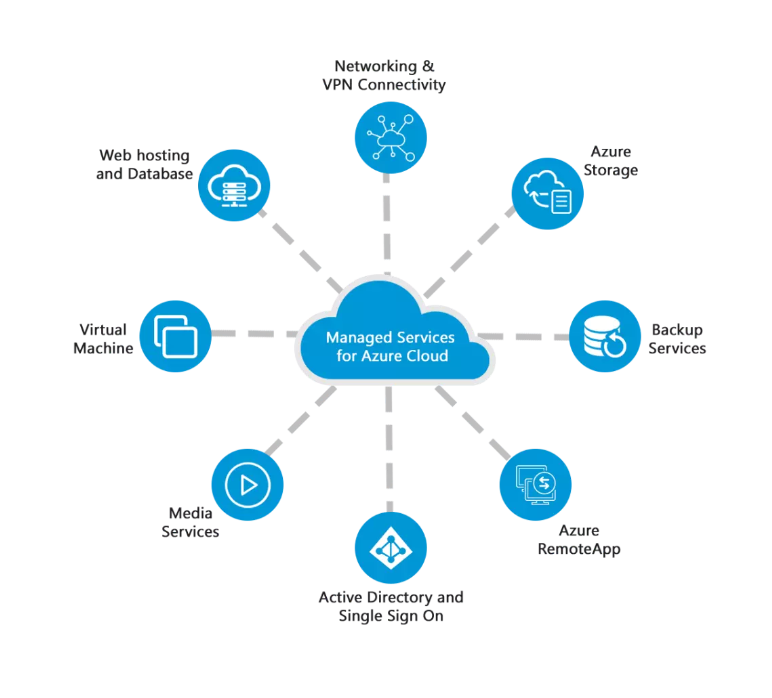 Networking &
VPN Connectivity
Web hosting
and Database
Azure
Storage
Managed Services
for Azure Cloud
Virtual
Machine
Backup
Services
Media
Services
Azure
RemoteApp
Active Directory and
Single Sign On